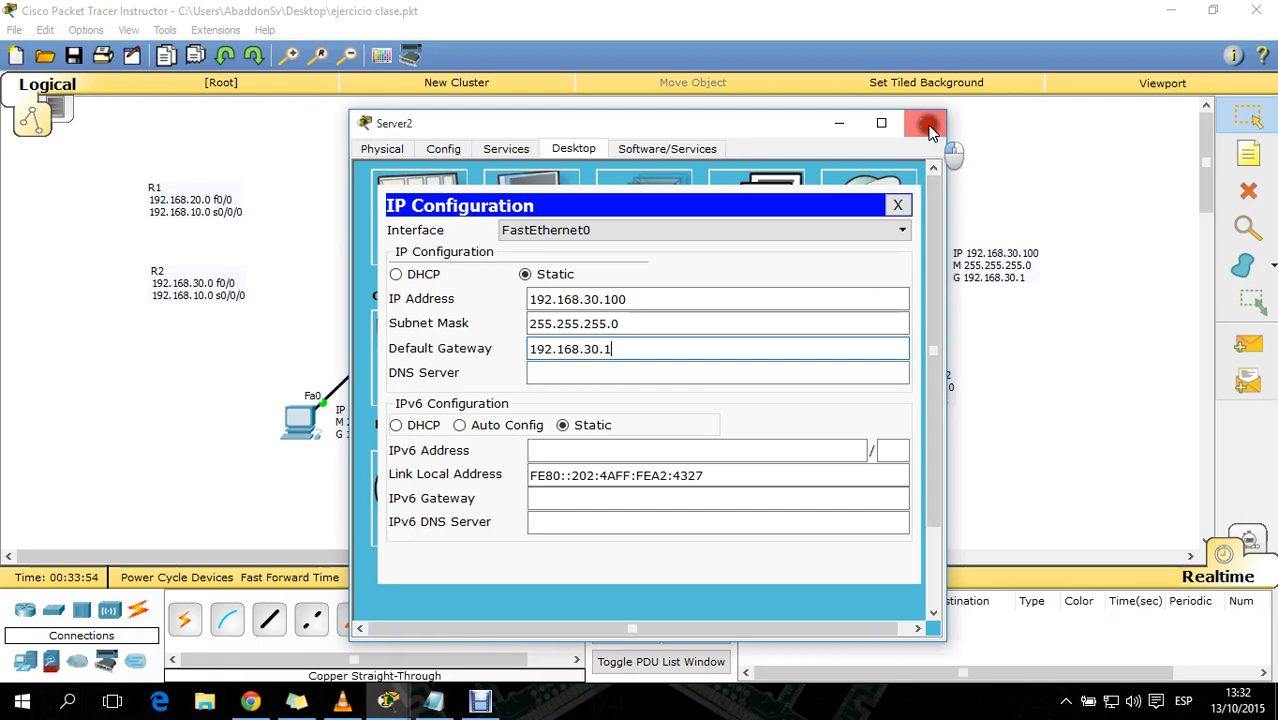 Cisco Packet Tracer Instructor - C:\Users\AbaddonSv\Desktop\ejercicio clase.pkt
File Edit Options View Tools Extensions Help
Logical [Root] New Cluster Move Object Set Tiled Background Viewport
Server2
Physical Config Services Desktop Software/Services
R1
192.168.20.0 f0/0
192.168.10.0 s0/0/0
R2
192.168.30.0 f0/0
192.168.10.0 s0/0/0
IP Configuration X
Interface FastEthernet0
IP Configuration
DHCP Static
IP Address 192.168.30.100
Subnet Mask 255.255.255.0
Default Gateway 192.168.30.1
DNS Server
IPv6 Configuration
DHCP Auto Config Static
IPv6 Address /
Link Local Address FE80::202:4AFF:FEA2:4327
IPv6 Gateway
IPv6 DNS Server
IP 192.168.30.100
M 255.255.255.0
G 192.168.30.1
Fa0
IP
M 2
G 1
2
0
Time: 00:33:54 Power Cycle Devices Fast Forward Time Realtime
Connections
Copper Straight-Through
Toggle PDU List Window
stination Type Color Time(sec) Periodic Num
ESP
13:32
13/10/2015